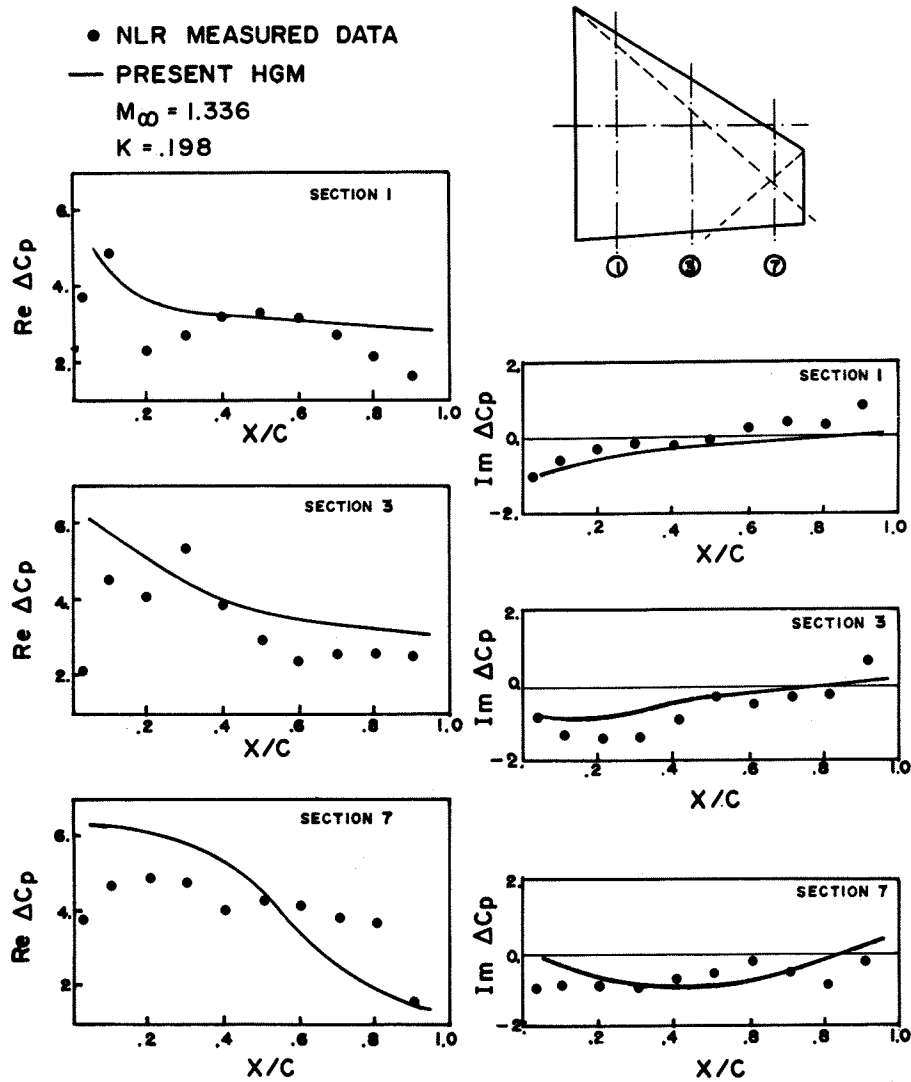 ● NLR MEASURED DATA
— PRESENT HGM
M∞ = 1.336
K = .198
① ③ ⑦
SECTION 1
Re ΔCp
6.
4.
2.
.2 .4 .6 .8 1.0
X/C
SECTION 1
Im ΔCp
2.
0.
-2.
.2 .4 .6 .8 1.0
X/C
SECTION 3
Re ΔCp
6.
4.
2.
.2 .4 .6 .8 1.0
X/C
SECTION 3
Im ΔCp
2.
0.
-2.
.2 .4 .6 .8 1.0
X/C
SECTION 7
Re ΔCp
6.
4.
2.
.2 .4 .6 .8 1.0
X/C
SECTION 7
Im ΔCp
2.
0.
-2.
.2 .4 .6 .8 1.0
X/C